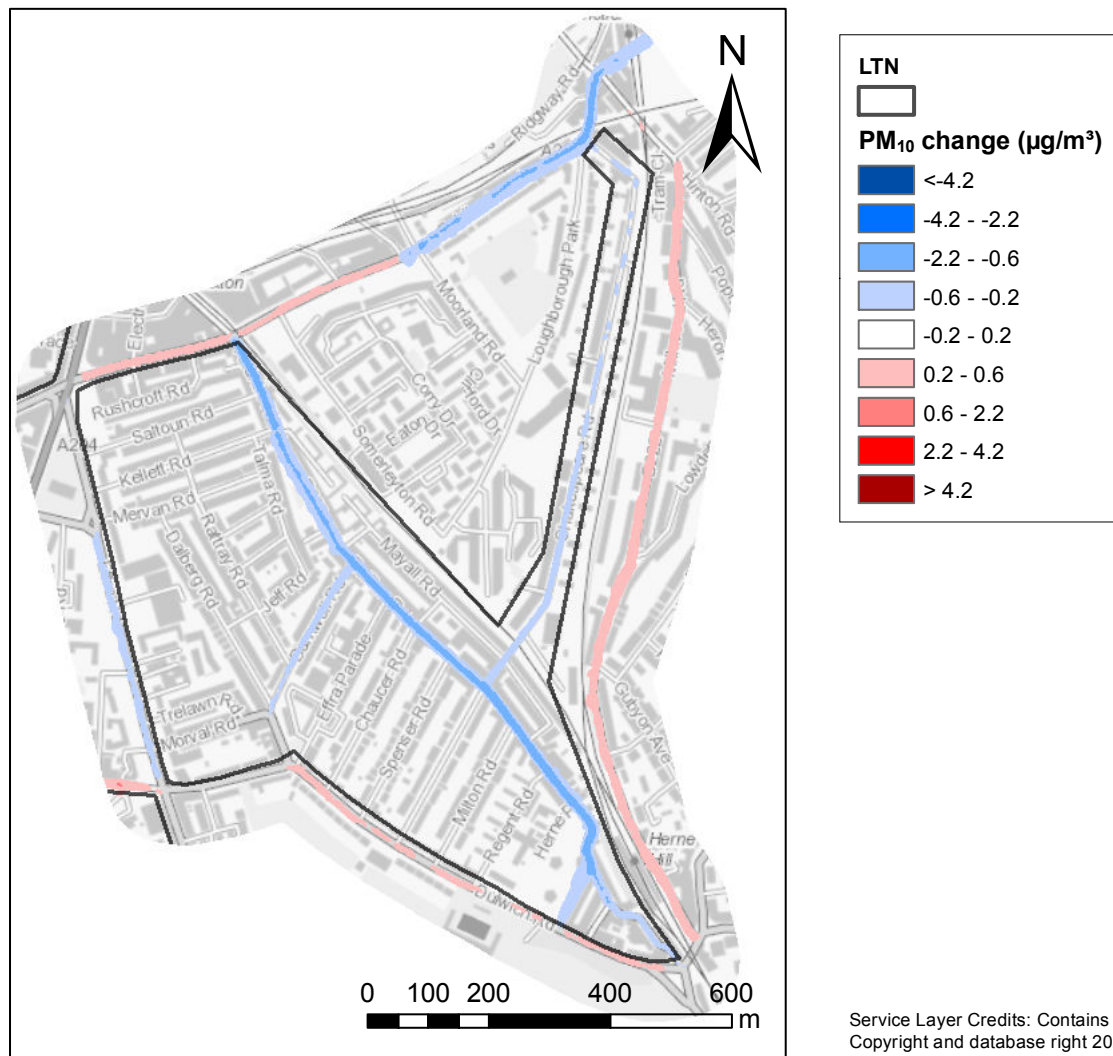 N
Ridgway Rd
Hinton Rd
Loughborough Park
Moorland Rd
Rushcroft Rd
Saltoun Rd
Clifford Dr
Corry Dr
Eaton Dr
A204
Kellett Rd
Talma Rd
Somerleyton Rd
Mervan Rd
Rattray Rd
Dalberg Rd
Jeff Rd
Mayall Rd
Effra Parade
Chaucer Rd
Gubyon Ave
Trelawn Rd
Morval Rd
Spenser Rd
Milton Rd
Regent Rd
Herne
Hill
Dulwich Rd
0 100 200 400 600
m
LTN
PM₁₀ change (µg/m³)
<-4.2
-4.2 - -2.2
-2.2 - -0.6
-0.6 - -0.2
-0.2 - 0.2
0.2 - 0.6
0.6 - 2.2
2.2 - 4.2
> 4.2
Service Layer Credits: Contains
Copyright and database right 20